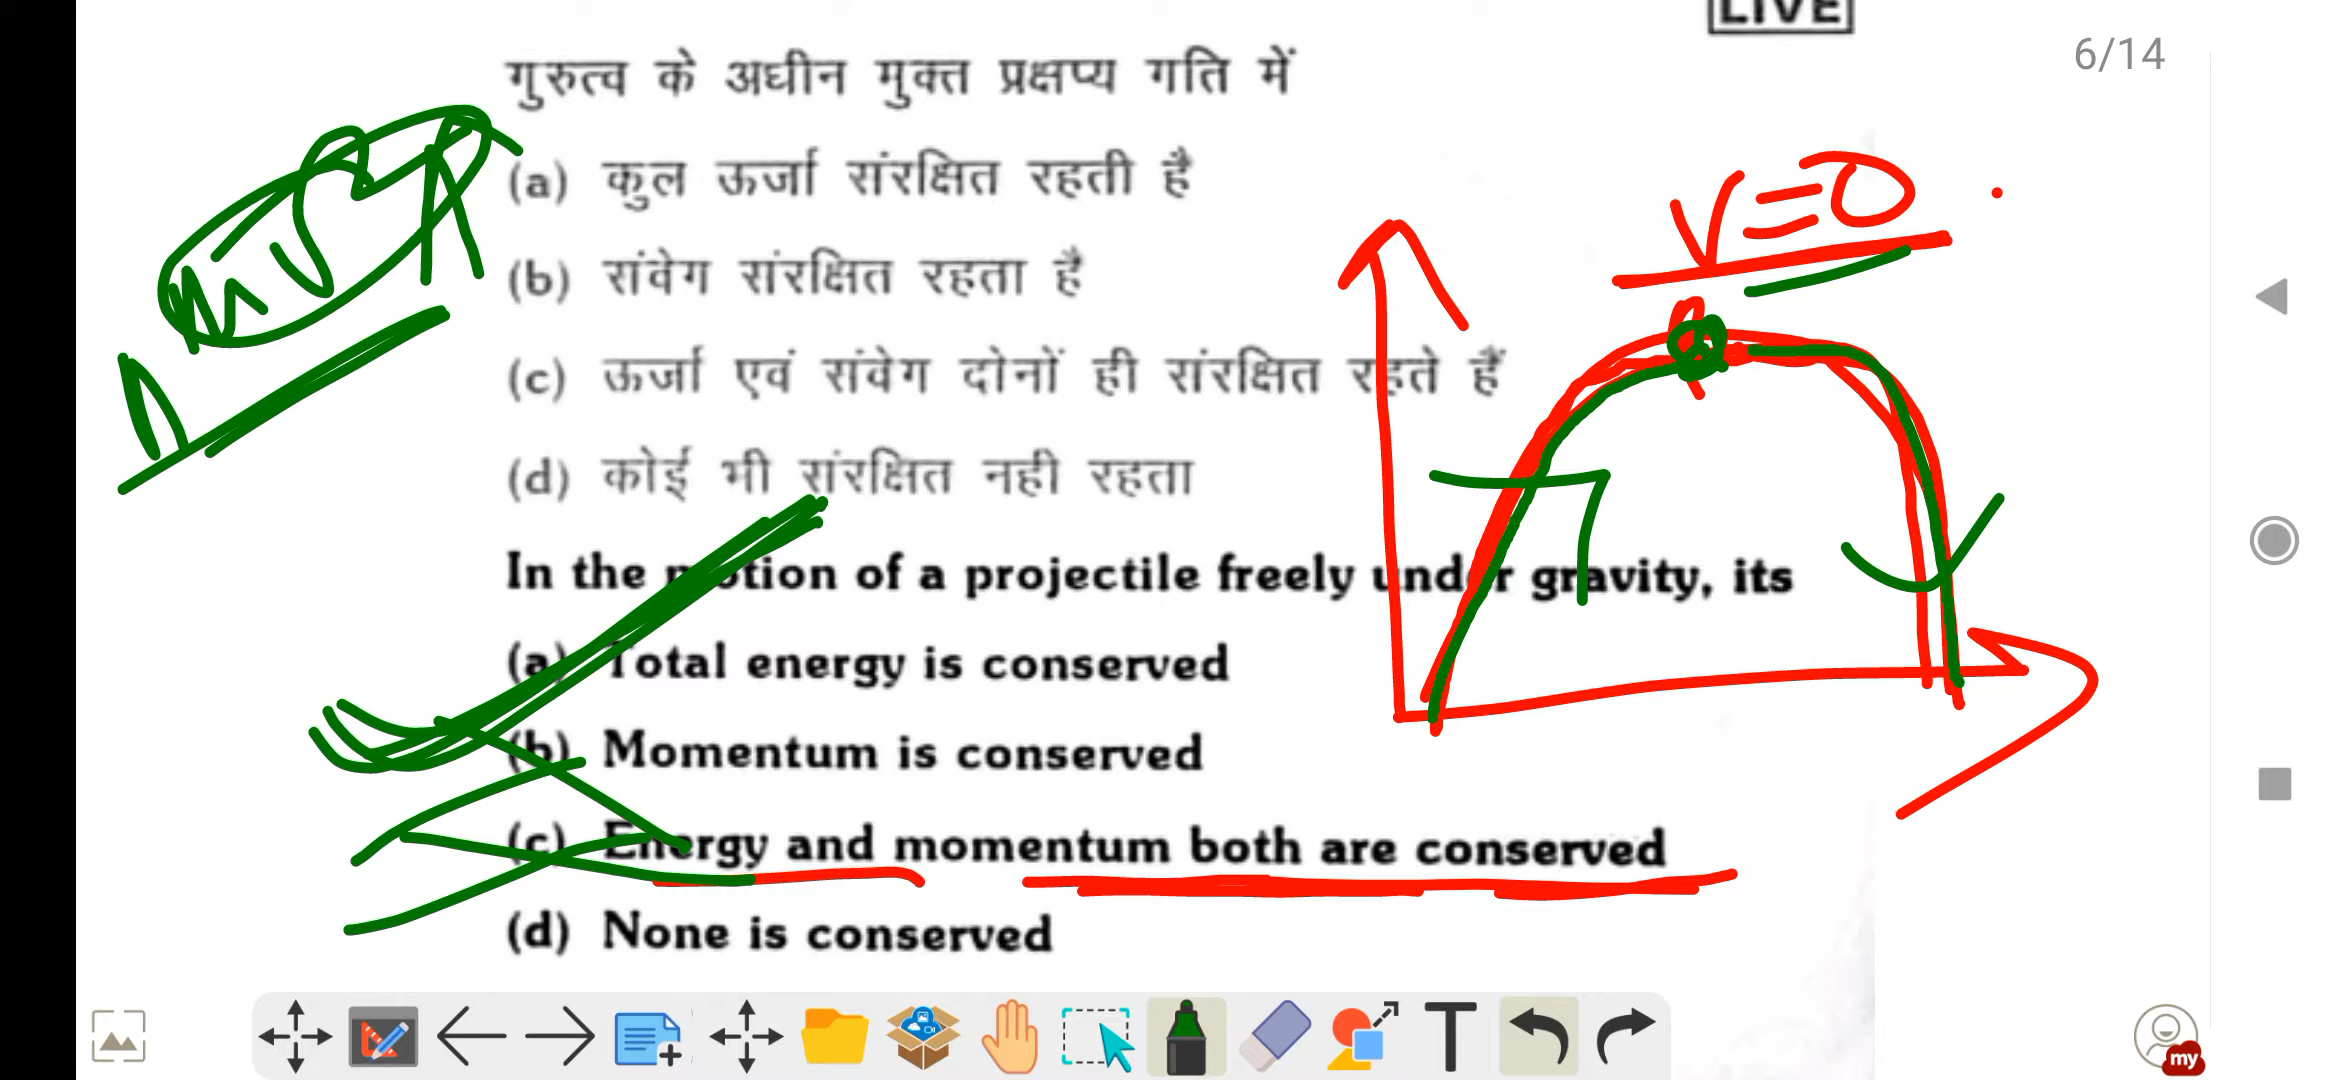 LIVE
6/14
गुरुत्व के अधीन मुक्त प्रक्षप्य गति में
(a) कुल ऊर्जा संरक्षित रहती है
(b) संवेग संरक्षित रहता है
(c) ऊर्जा एवं संवेग दोनों ही संरक्षित रहते हैं
(d) कोई भी संरक्षित नही रहता
V=0
In the motion of a projectile freely under gravity, its
(a) Total energy is conserved
(b) Momentum is conserved
(c) Energy and momentum both are conserved
(d) None is conserved
T
my